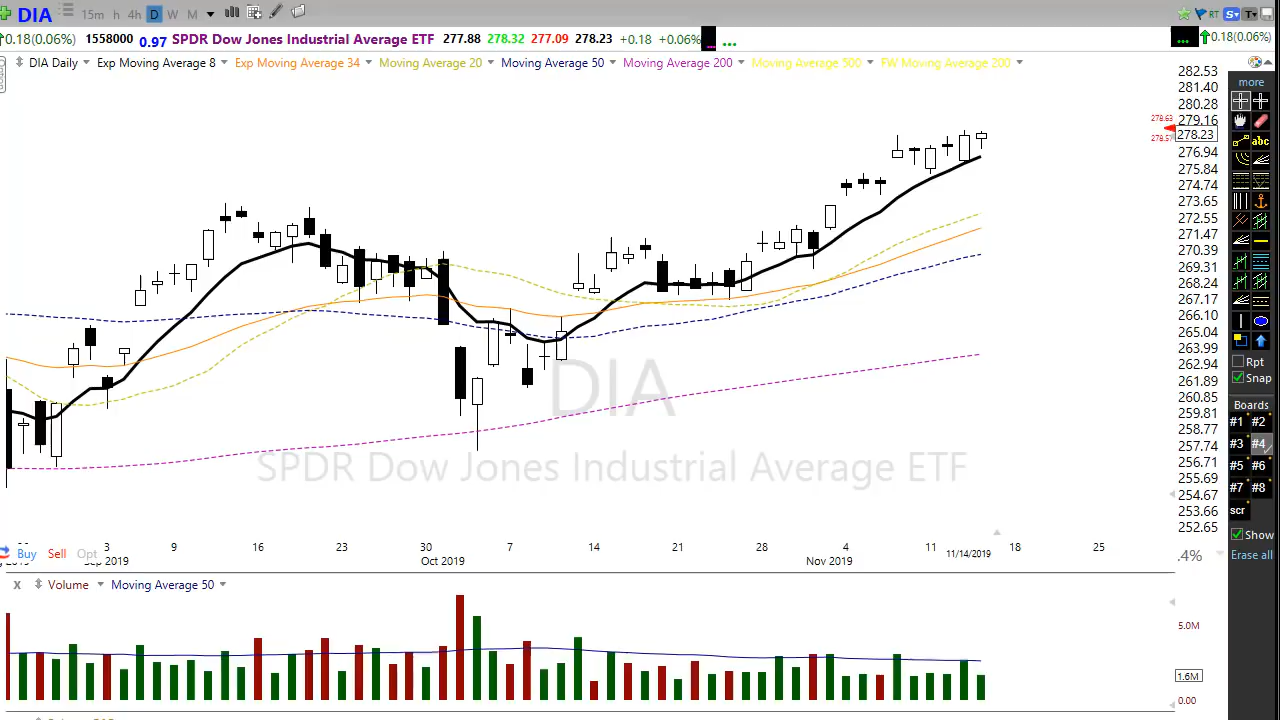 DIA 15m h 4h D W M RT S T
0.18(0.06%) 1558000 0.97 SPDR Dow Jones Industrial Average ETF 277.88 278.32 277.09 278.23 +0.18 +0.06% ... ... 0.18(0.06%)
DIA Daily Exp Moving Average 8 Exp Moving Average 34 Moving Average 20 Moving Average 50 Moving Average 200 Moving Average 500 FW Moving Average 200
282.53
281.40
280.28
279.16
278.63
278.23
278.57
276.94
275.84
274.74
273.65
272.55
271.47
270.39
269.31
268.24
267.17
266.10
265.04
263.99
262.94
261.89
260.85
259.81
258.77
257.74
256.71
255.69
254.67
253.66
252.65
more
abc
Rpt
Snap
Boards
#1 #2
#3 #4
#5 #6
#7 #8
scr
Show
Erase all
DIA
SPDR Dow Jones Industrial Average ETF
3 9 16 23 30 7 14 21 28 4 11 18 25
Buy Sell Opt
Sep 2019 Oct 2019 Nov 2019 11/14/2019
.4%
X Volume Moving Average 50
5.0M
1.6M
0.00